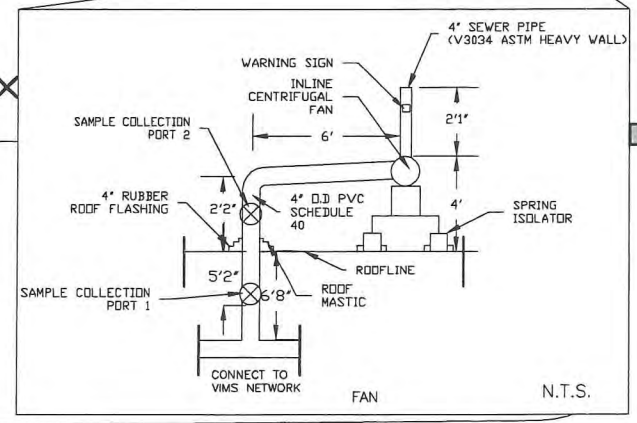 4" SEWER PIPE
(V3034 ASTM HEAVY WALL)
WARNING SIGN
INLINE
CENTRIFUGAL
FAN
SAMPLE COLLECTION
PORT 2
6'
2'1"
4" RUBBER
ROOF FLASHING
2'2"
4" O.D PVC
SCHEDULE
40
4'
SPRING
ISOLATOR
ROOFLINE
5'2"
SAMPLE COLLECTION
PORT 1
6'8"
ROOF
MASTIC
CONNECT TO
VIMS NETWORK
FAN
N.T.S.